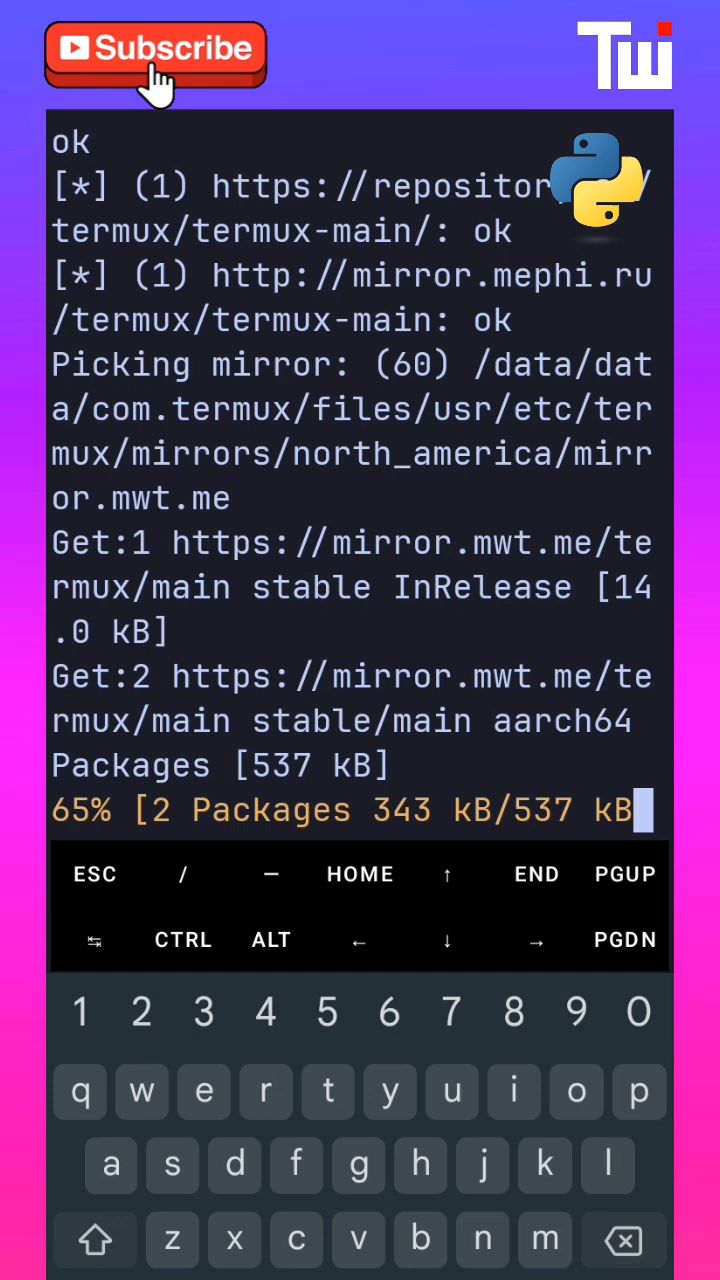 Subscribe
TW
ok
[*] (1) https://repositor
termux/termux-main/: ok
[*] (1) http://mirror.mephi.ru
/termux/termux-main: ok
Picking mirror: (60) /data/dat
a/com.termux/files/usr/etc/ter
mux/mirrors/north_america/mirr
or.mwt.me
Get:1 https://mirror.mwt.me/te
rmux/main stable InRelease [14
.0 kB]
Get:2 https://mirror.mwt.me/te
rmux/main stable/main aarch64
Packages [537 kB]
65% [2 Packages 343 kB/537 kB
ESC / — HOME ↑ END PGUP
↹ CTRL ALT ← ↓ → PGDN
1 2 3 4 5 6 7 8 9 0
q w e r t y u i o p
a s d f g h j k l
z x c v b n m